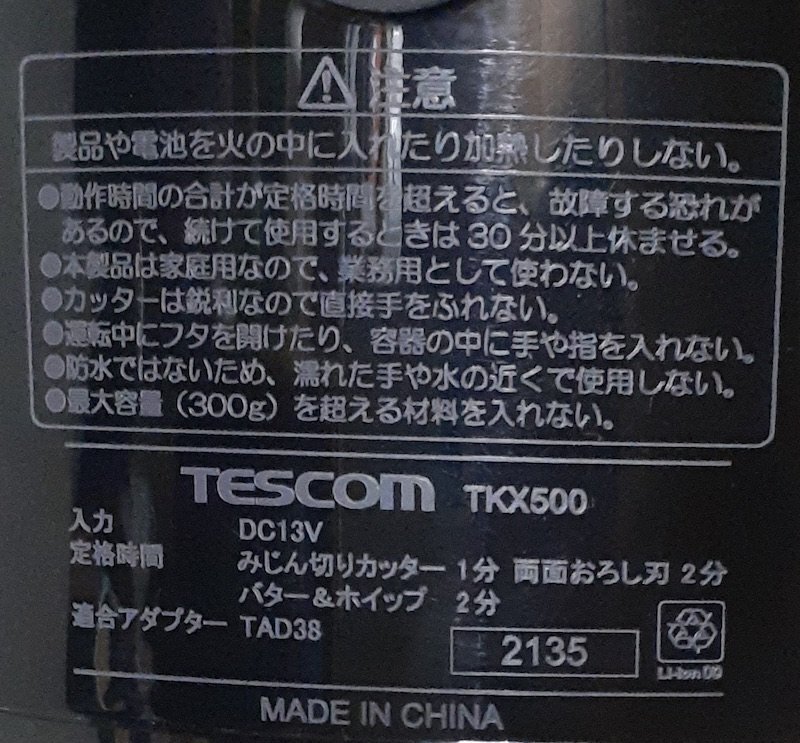 注意
製品や電池を火の中に入れたり加熱したりしない。
●動作時間の合計が定格時間を超えると、故障する恐れが
あるので、続けて使用するときは30分以上休ませる。
●本製品は家庭用なので、業務用として使わない。
●カッターは鋭利なので直接手をふれない。
●運転中にフタを開けたり、容器の中に手や指を入れない。
●防水ではないため、濡れた手や水の近くで使用しない。
●最大容量（300g）を超える材料を入れない。
TESCOM TKX500
入力 DC13V
定格時間 みじん切りカッター 1分 両面おろし刃 2分
バター＆ホイップ 2分
適合アダプター TAD38
2135
Li-ion 00
MADE IN CHINA